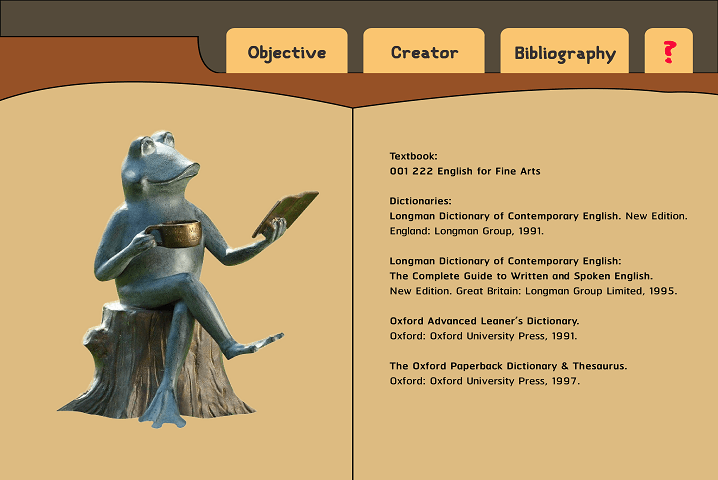 Objective
Creator
Bibliography
?
Textbook:
001 222 English for Fine Arts
Dictionaries:
Longman Dictionary of Contemporary English. New Edition.
England: Longman Group, 1991.
Longman Dictionary of Contemporary English:
The Complete Guide to Written and Spoken English.
New Edition. Great Britain: Longman Group Limited, 1995.
Oxford Advanced Leaner's Dictionary.
Oxford: Oxford University Press, 1991.
The Oxford Paperback Dictionary & Thesaurus.
Oxford: Oxford University Press, 1997.